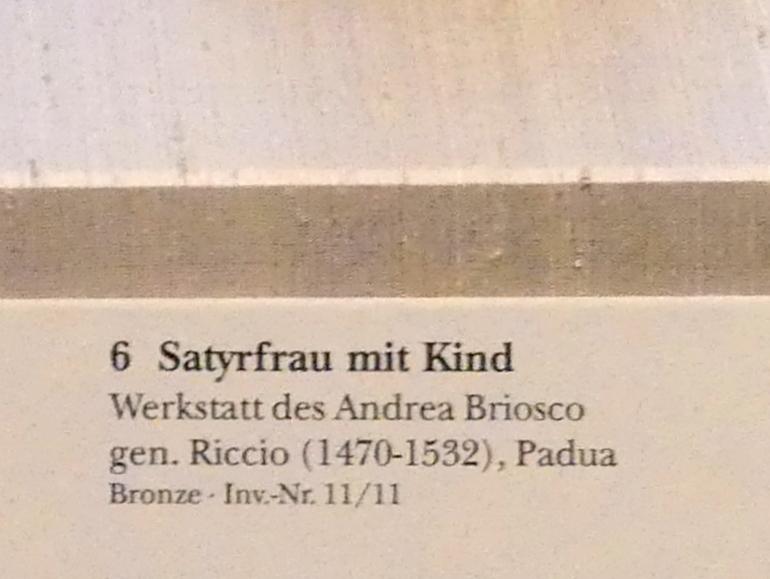 6 Satyrfrau mit Kind
Werkstatt des Andrea Briosco
gen. Riccio (1470-1532), Padua
Bronze · Inv.-Nr. 11/11